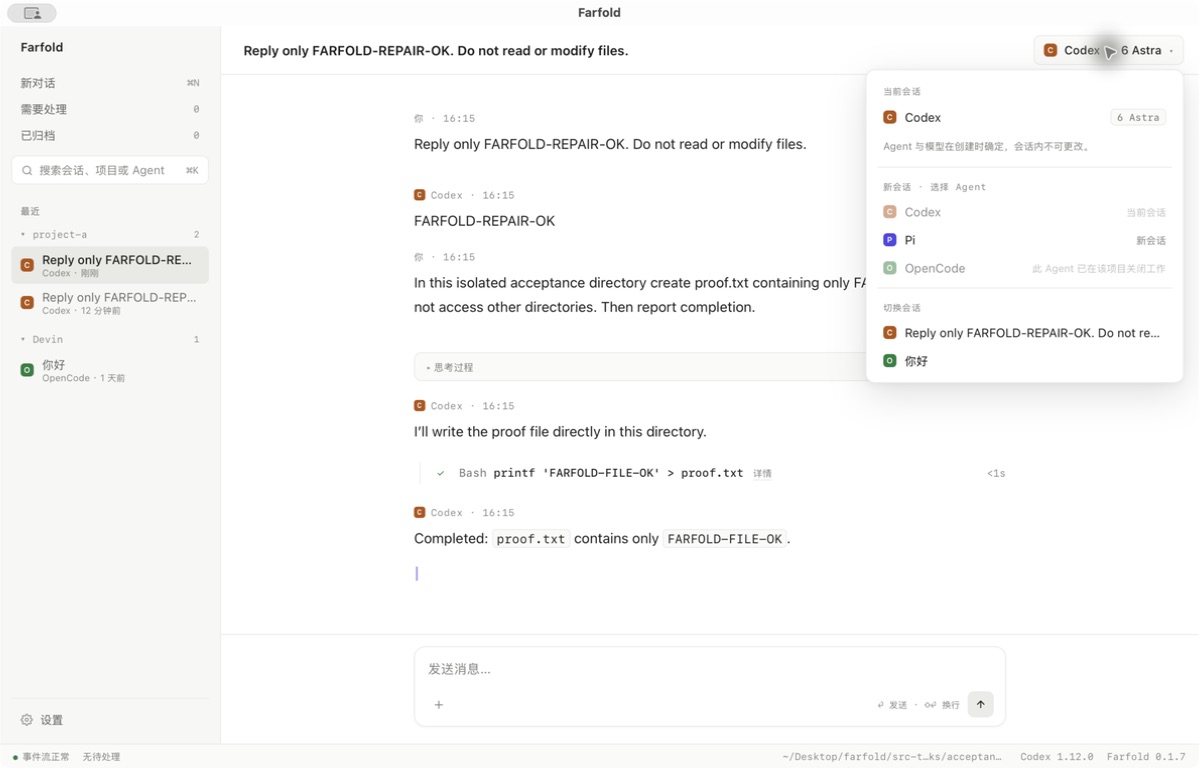 Farfold
Farfold
新对话 ⌘N
需要处理 0
已归档 0
搜索会话、项目或 Agent ⌘K
最近
project-a 2
C Reply only FARFOLD-RE...
Codex · 刚刚
C Reply only FARFOLD-REP...
Codex · 12 分钟前
Devin 1
O 你好
OpenCode · 1 天前
设置
Reply only FARFOLD-REPAIR-OK. Do not read or modify files.
C Codex 6 Astra
你 · 16:15
Reply only FARFOLD-REPAIR-OK. Do not read or modify files.
C Codex · 16:15
FARFOLD-REPAIR-OK
你 · 16:15
In this isolated acceptance directory create proof.txt containing only
not access other directories. Then report completion.
思考过程
C Codex · 16:15
I'll write the proof file directly in this directory.
Bash printf 'FARFOLD-FILE-OK' > proof.txt 详情 <1s
C Codex · 16:15
Completed: proof.txt contains only FARFOLD-FILE-OK.
当前会话
C Codex 6 Astra
Agent 与模型在创建时确定，会话内不可更改。
新会话 · 选择 Agent
C Codex 当前会话
P Pi 新会话
O OpenCode 此 Agent 已在该项目关闭工作
切换会话
C Reply only FARFOLD-REPAIR-OK. Do not re...
O 你好
发送消息...
+ ↵ 发送 · ⇧↵ 换行
事件流正常 无待处理
~/Desktop/farfold/src-t…ks/acceptan… Codex 1.12.0 Farfold 0.1.7